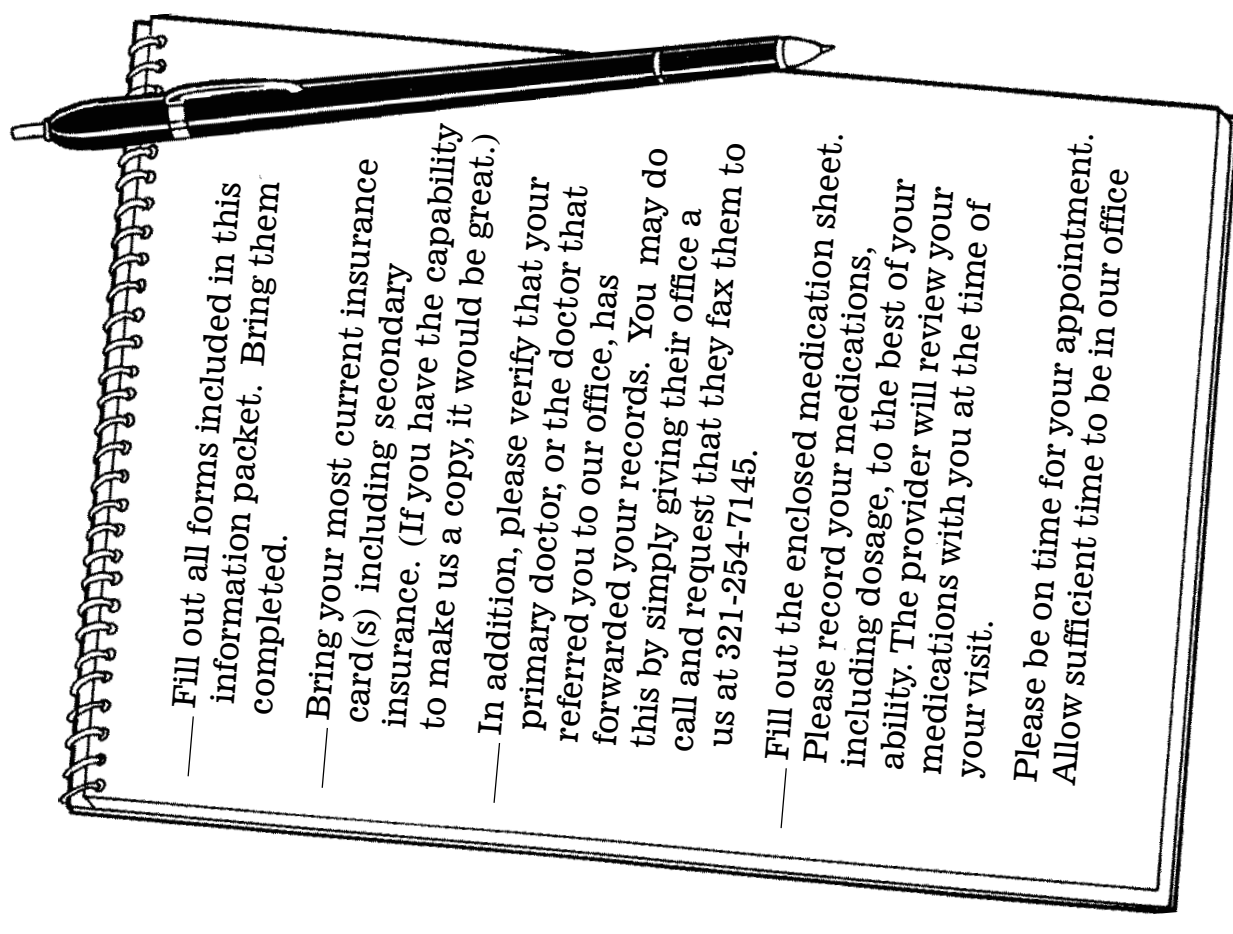 Fill out all forms included in this
information packet. Bring them
completed.
Bring your most current insurance
card(s) including secondary
insurance. (If you have the capability
to make us a copy, it would be great.)
In addition, please verify that your
primary doctor, or the doctor that
referred you to our office, has
forwarded your records. You may do
this by simply giving their office a
call and request that they fax them to
us at 321-254-7145.
Fill out the enclosed medication sheet.
Please record your medications,
including dosage, to the best of your
ability. The provider will review your
medications with you at the time of
your visit.
Please be on time for your appointment.
Allow sufficient time to be in our office